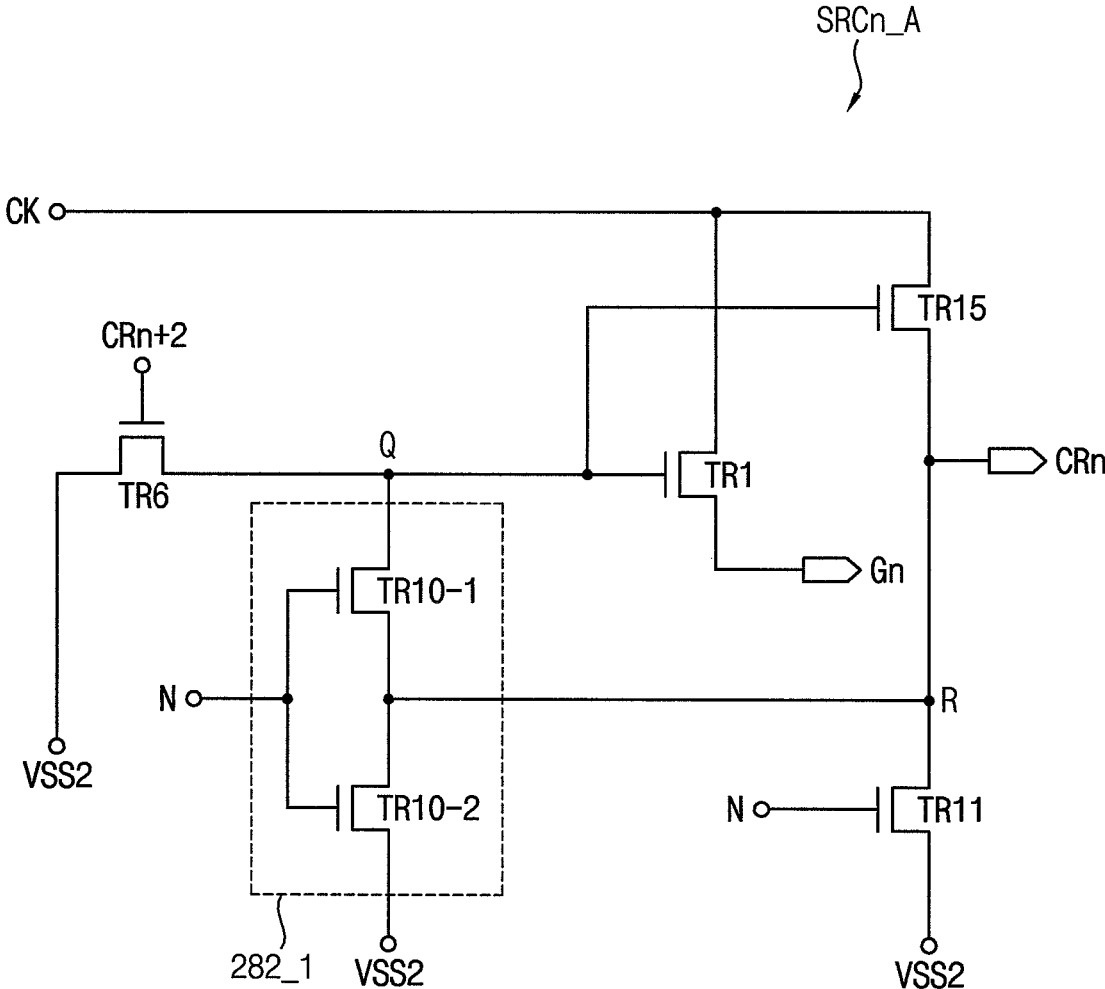 SRCn_A
CK
TR15
CRn+2
Q
TR1
CRn
TR6
Gn
TR10-1
N
R
VSS2
TR10-2
N
TR11
282_1
VSS2
VSS2